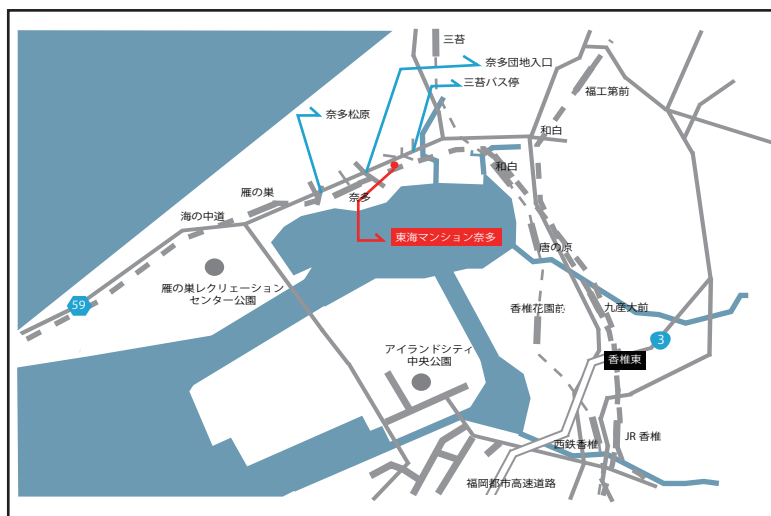 三苫
奈多団地入口
三苫バス停
福工第前
奈多松原
和白
和白
雁の巣
奈多
海の中道
東海マンション奈多
唐の原
雁の巣レクリェーション
センター公園
59
香椎花園前
九産大前
3
アイランドシティ
中央公園
香椎東
西鉄香椎
JR 香椎
福岡都市高速道路